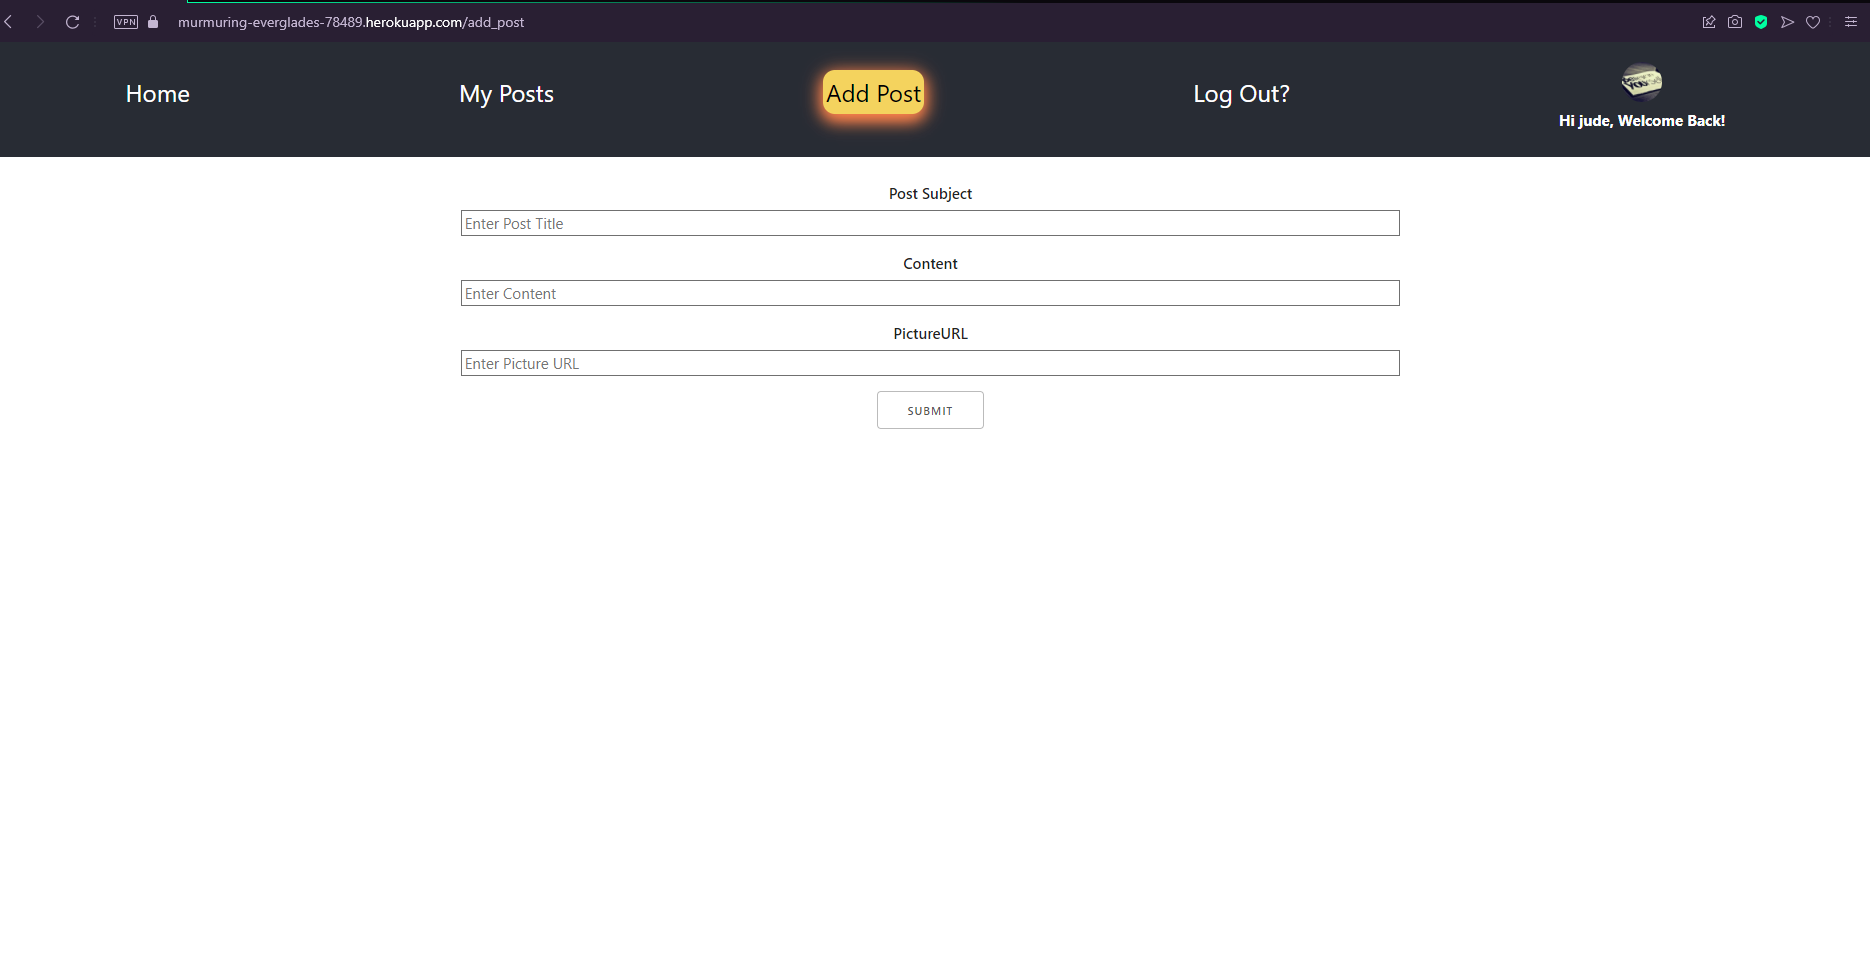 VPN
murmuring-everglades-78489.herokuapp.com/add_post
Home
My Posts
Add Post
Log Out?
Hi jude, Welcome Back!
Post Subject
Enter Post Title
Content
Enter Content
PictureURL
Enter Picture URL
SUBMIT